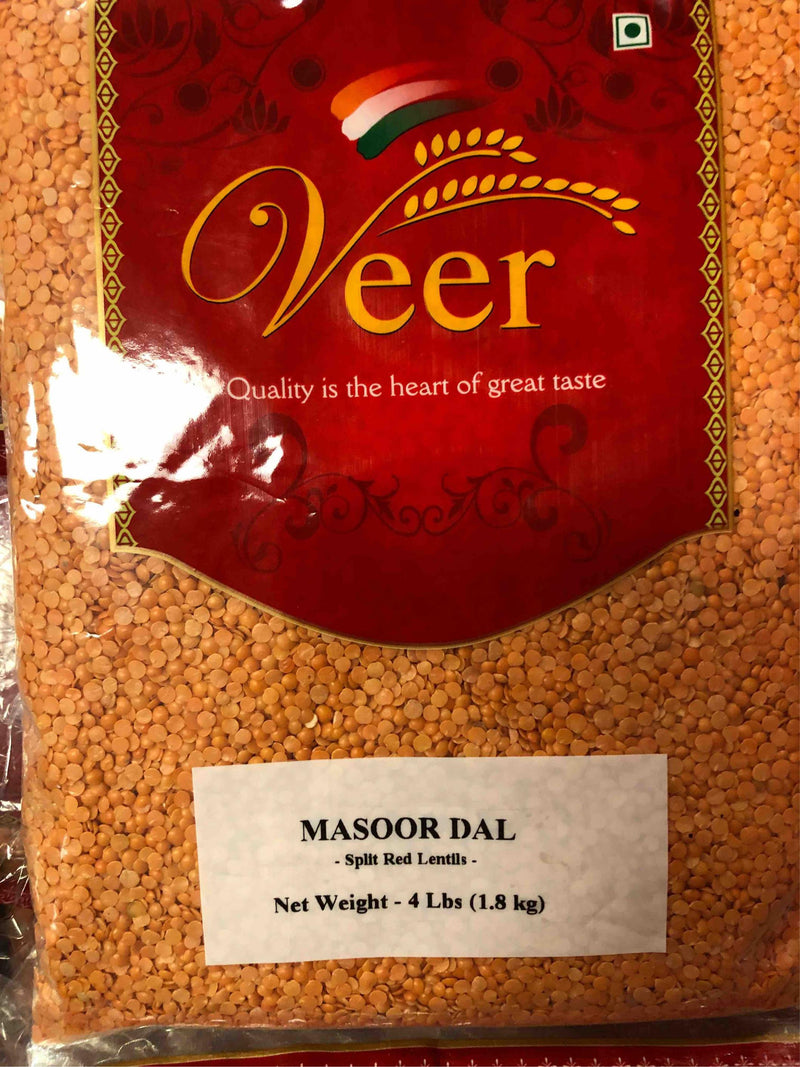 Veer
Quality is the heart of great taste
MASOOR DAL
- Split Red Lentils -
Net Weight - 4 Lbs (1.8 kg)